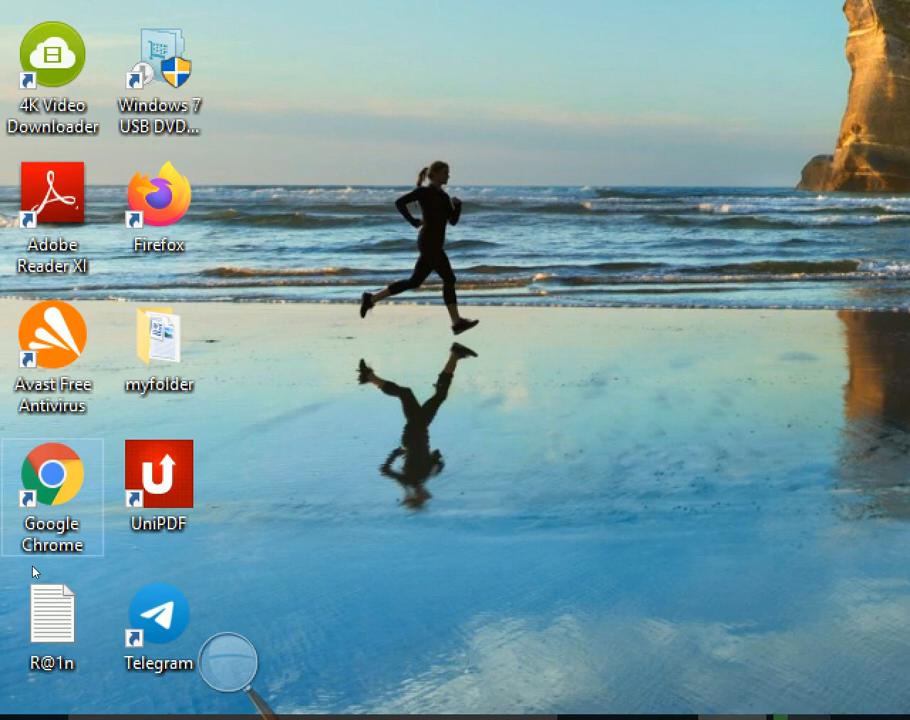 4K Video
Downloader
Windows 7
USB DVD...
Adobe
Reader XI
Firefox
Avast Free
Antivirus
myfolder
Google
Chrome
UniPDF
R@1n
Telegram